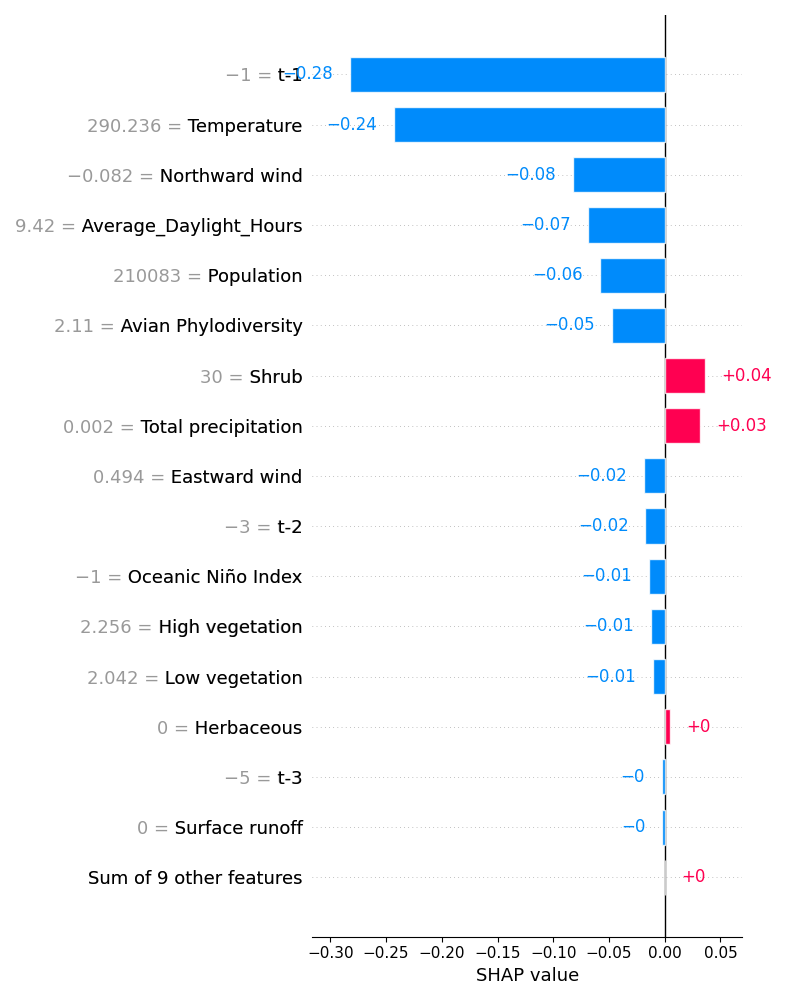 −1 = t-1 −0.28
290.236 = Temperature −0.24
−0.082 = Northward wind −0.08
9.42 = Average_Daylight_Hours −0.07
210083 = Population −0.06
2.11 = Avian Phylodiversity −0.05
30 = Shrub +0.04
0.002 = Total precipitation +0.03
0.494 = Eastward wind −0.02
−3 = t-2 −0.02
−1 = Oceanic Niño Index −0.01
2.256 = High vegetation −0.01
2.042 = Low vegetation −0.01
0 = Herbaceous +0
−5 = t-3 −0
0 = Surface runoff −0
Sum of 9 other features +0
−0.30 −0.25 −0.20 −0.15 −0.10 −0.05 0.00 0.05
SHAP value